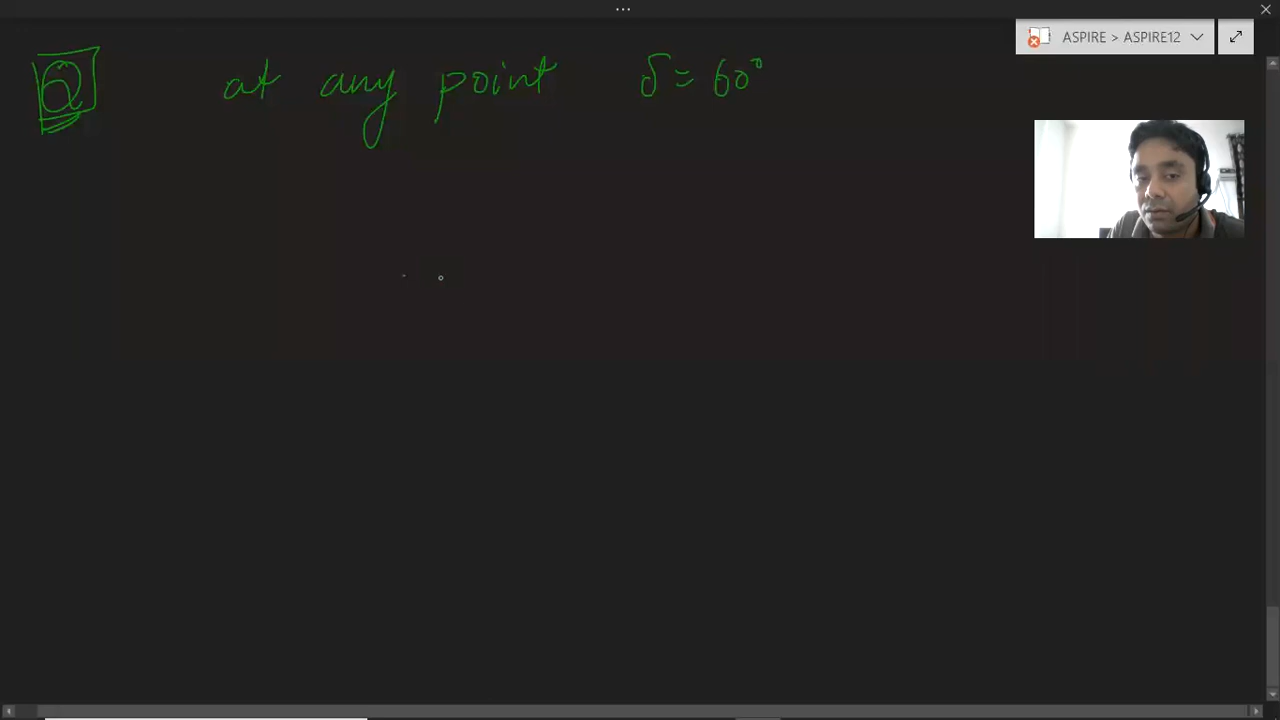 ASPIRE > ASPIRE12
Q at any point δ = 60°